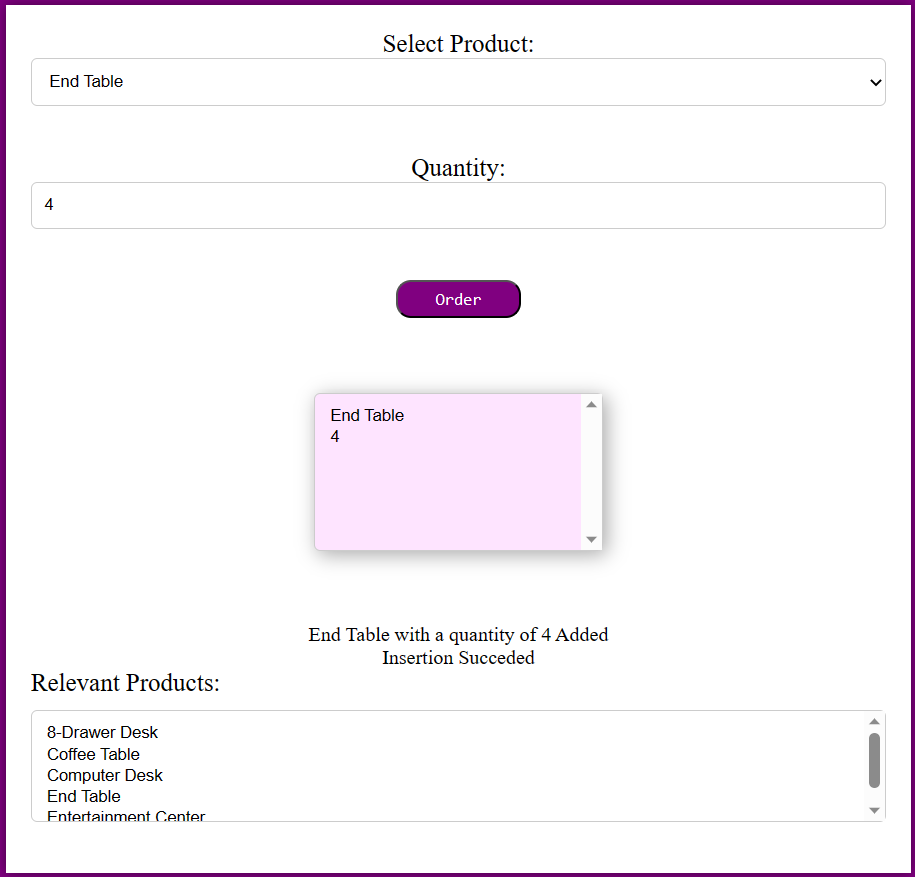 Select Product:
End Table
Quantity:
4
Order
End Table
4
End Table with a quantity of 4 Added
Insertion Succeded
Relevant Products:
8-Drawer Desk
Coffee Table
Computer Desk
End Table
Entertainment Center